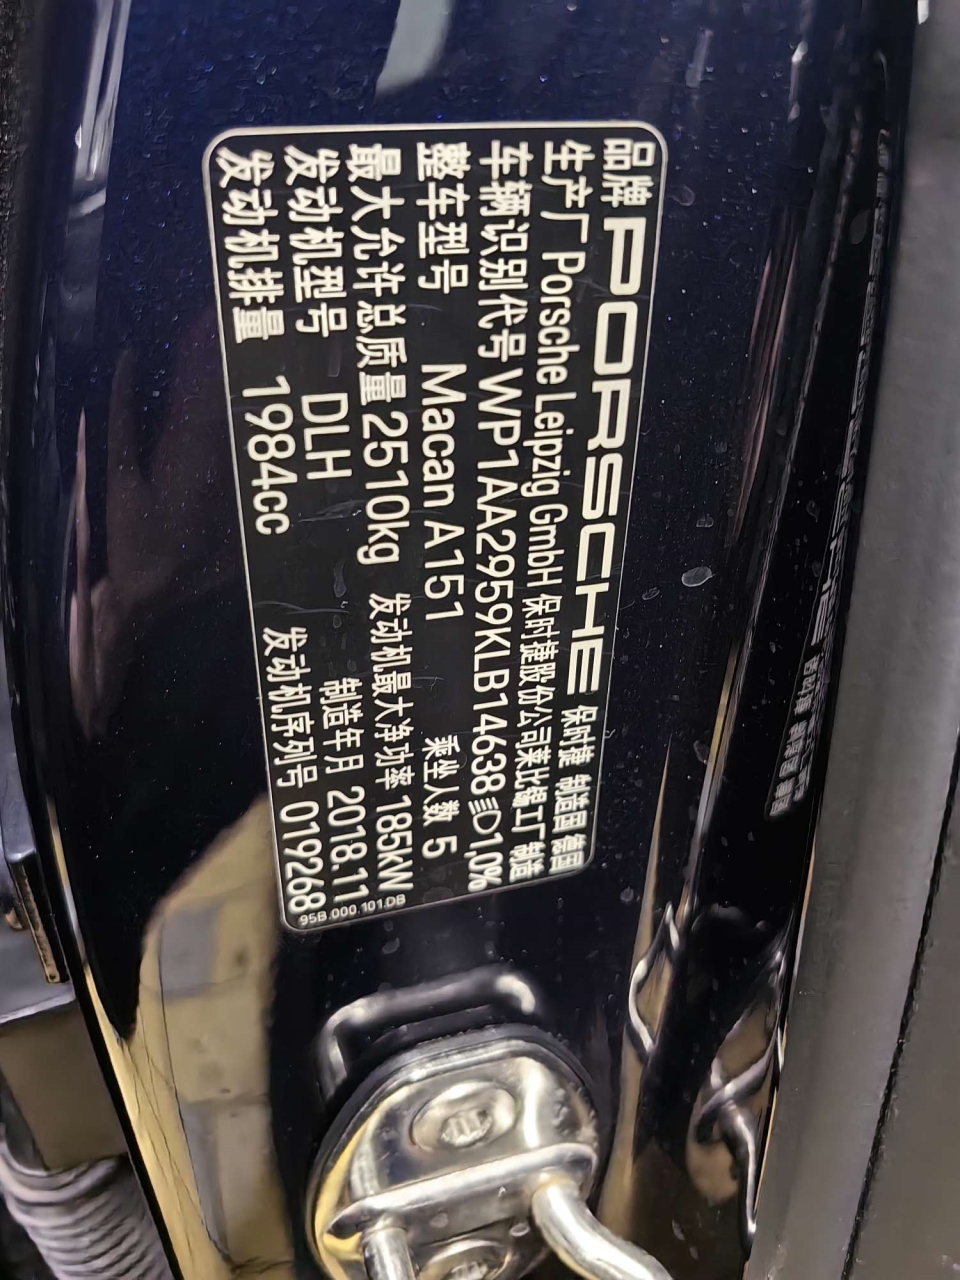 品牌 PORSCHE 保时捷 制造国 德国
生产厂 Porsche Leipzig GmbH 保时捷股份公司莱比锡工厂 制造
车辆识别代号 WP1AA2959KLB14638 1,0%
整车型号 Macan A151 乘坐人数 5
最大允许总质量 2510kg 发动机最大净功率 185kW
发动机型号 DLH 制造年月 2018.11
发动机排量 1984cc 发动机序列号 019268
95B.000.101.DB